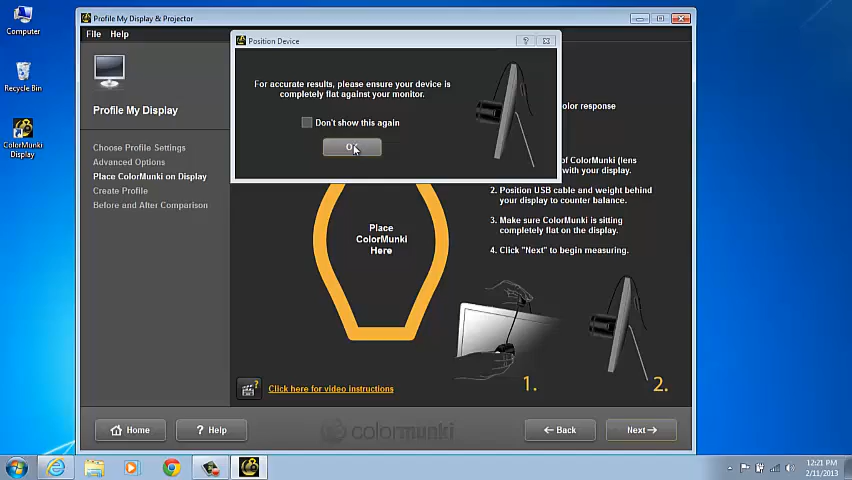 Computer
Recycle Bin
ColorMunki
Display
Profile My Display & Projector
File Help
Profile My Display
Choose Profile Settings
Advanced Options
Place ColorMunki on Display
Create Profile
Before and After Comparison
Position Device
For accurate results, please ensure your device is
completely flat against your monitor.
Don't show this again
OK
olor response
of ColorMunki (lens
with your display.
2. Position USB cable and weight behind
your display to counter balance.
3. Make sure ColorMunki is sitting
completely flat on the display.
4. Click "Next" to begin measuring.
Place
ColorMunki
Here
1.
2.
Click here for video instructions
Home
? Help
colormunki
Back
Next
12:21 PM
2/11/2013